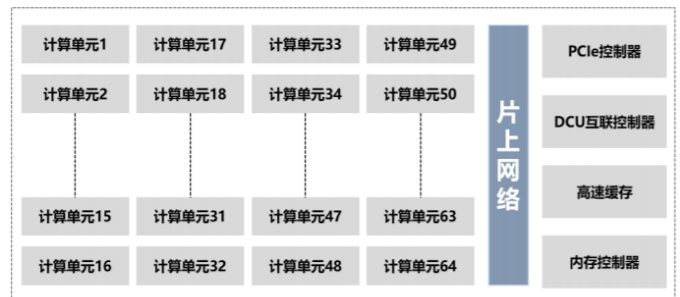 计算单元1
计算单元17
计算单元33
计算单元49
计算单元2
计算单元18
计算单元34
计算单元50
计算单元15
计算单元31
计算单元47
计算单元63
计算单元16
计算单元32
计算单元48
计算单元64
片上网络
PCIe控制器
DCU互联控制器
高速缓存
内存控制器